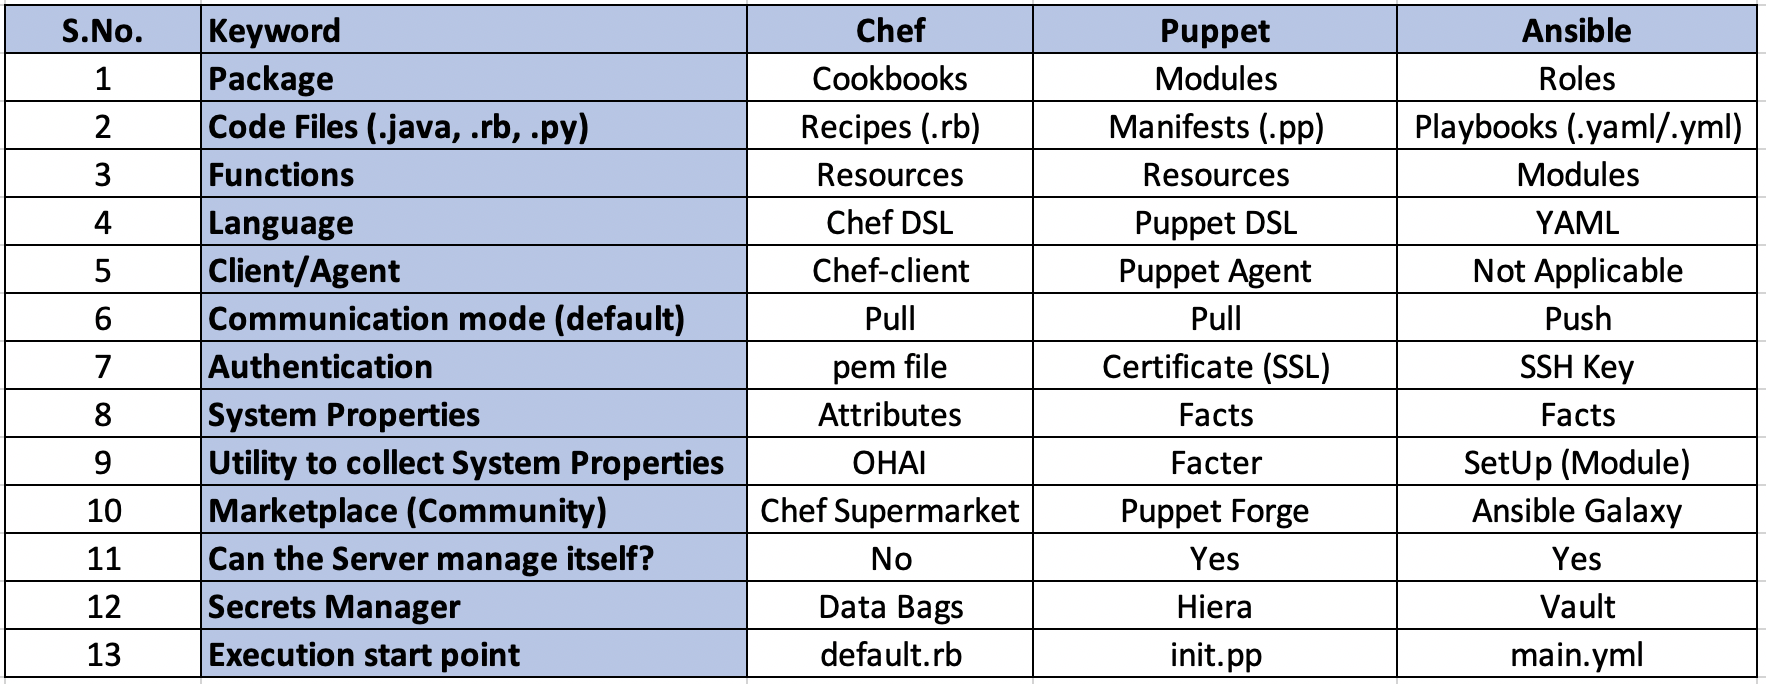 S.No. Keyword Chef Puppet Ansible
1 Package Cookbooks Modules Roles
2 Code Files (.java, .rb, .py) Recipes (.rb) Manifests (.pp) Playbooks (.yaml/.yml)
3 Functions Resources Resources Modules
4 Language Chef DSL Puppet DSL YAML
5 Client/Agent Chef-client Puppet Agent Not Applicable
6 Communication mode (default) Pull Pull Push
7 Authentication pem file Certificate (SSL) SSH Key
8 System Properties Attributes Facts Facts
9 Utility to collect System Properties OHAI Facter SetUp (Module)
10 Marketplace (Community) Chef Supermarket Puppet Forge Ansible Galaxy
11 Can the Server manage itself? No Yes Yes
12 Secrets Manager Data Bags Hiera Vault
13 Execution start point default.rb init.pp main.yml